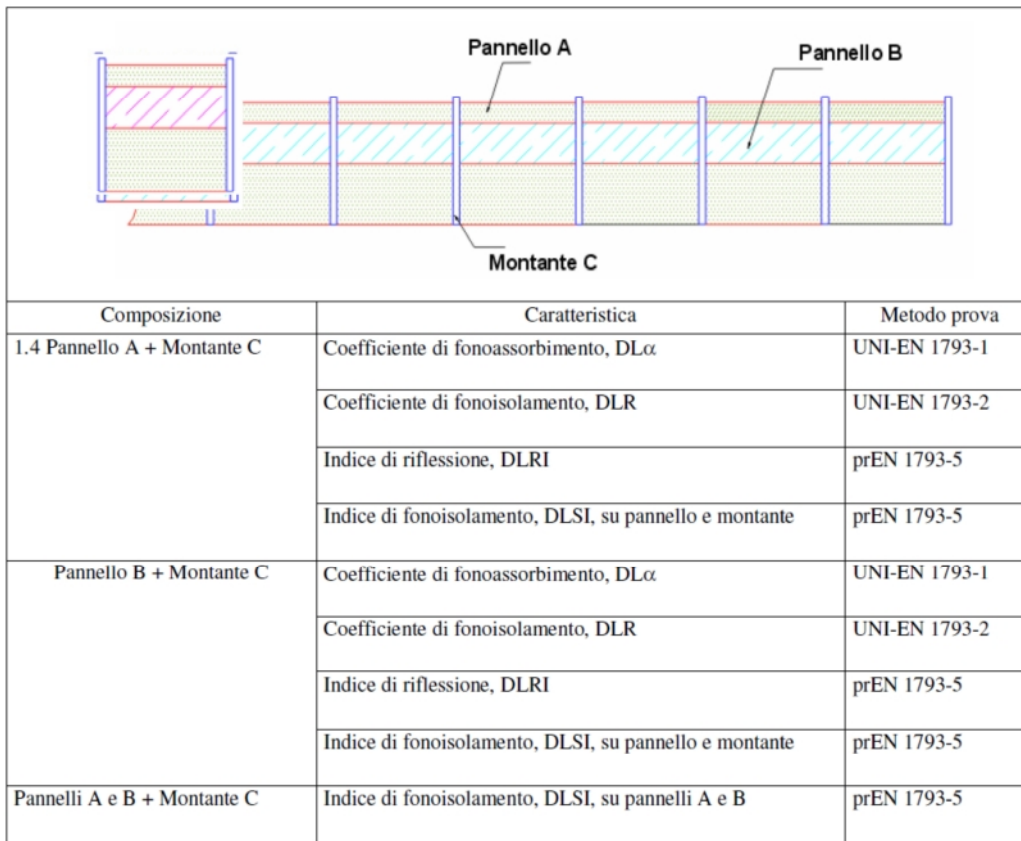 Pannello A
Pannello B
Montante C
Composizione Caratteristica Metodo prova
1.4 Pannello A + Montante C Coefficiente di fonoassorbimento, DLα UNI-EN 1793-1
Coefficiente di fonoisolamento, DLR UNI-EN 1793-2
Indice di riflessione, DLRI prEN 1793-5
Indice di fonoisolamento, DLSI, su pannello e montante prEN 1793-5
Pannello B + Montante C Coefficiente di fonoassorbimento, DLα UNI-EN 1793-1
Coefficiente di fonoisolamento, DLR UNI-EN 1793-2
Indice di riflessione, DLRI prEN 1793-5
Indice di fonoisolamento, DLSI, su pannello e montante prEN 1793-5
Pannelli A e B + Montante C Indice di fonoisolamento, DLSI, su pannelli A e B prEN 1793-5